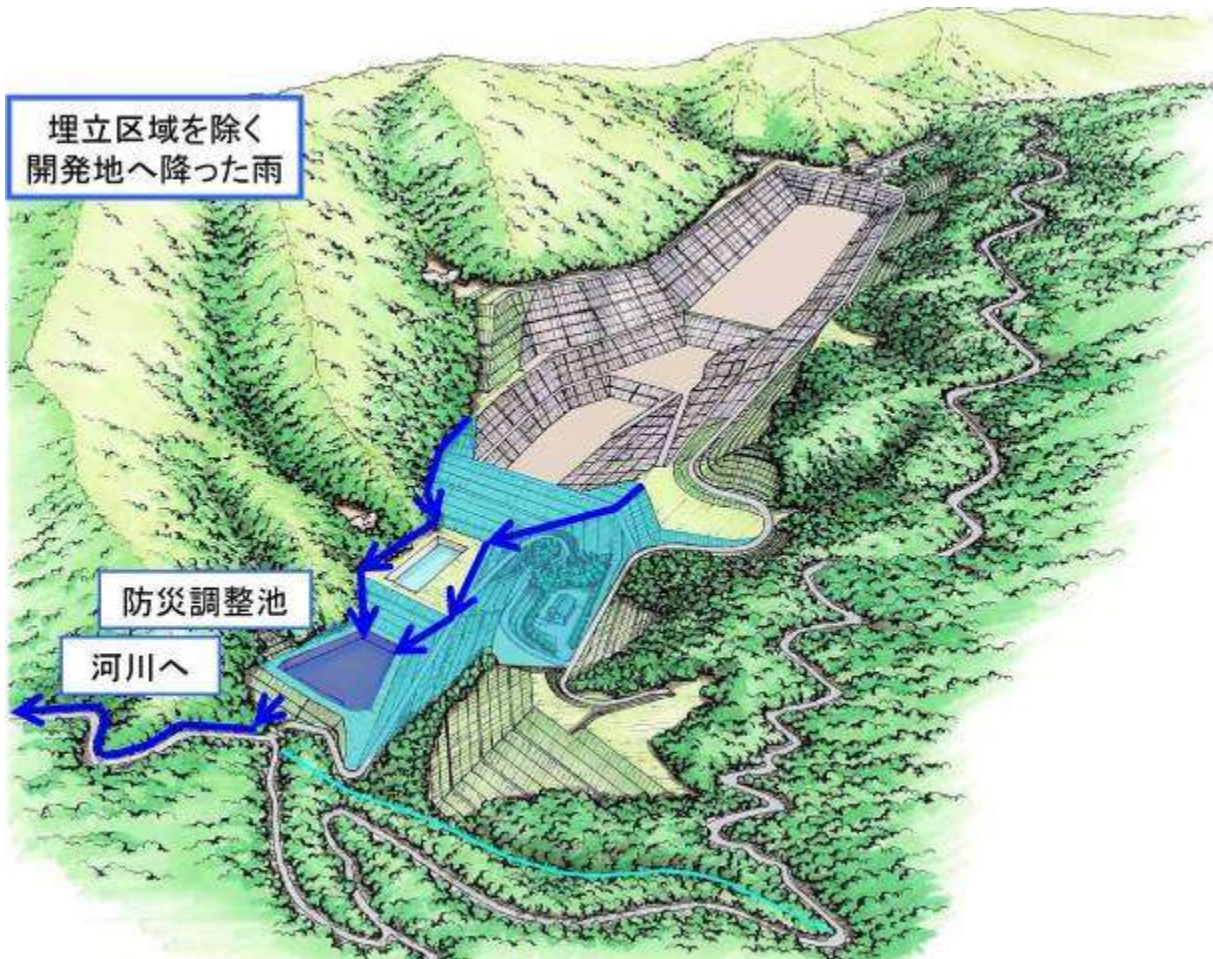 埋立区域を除く
開発地へ降った雨
防災調整池
河川へ